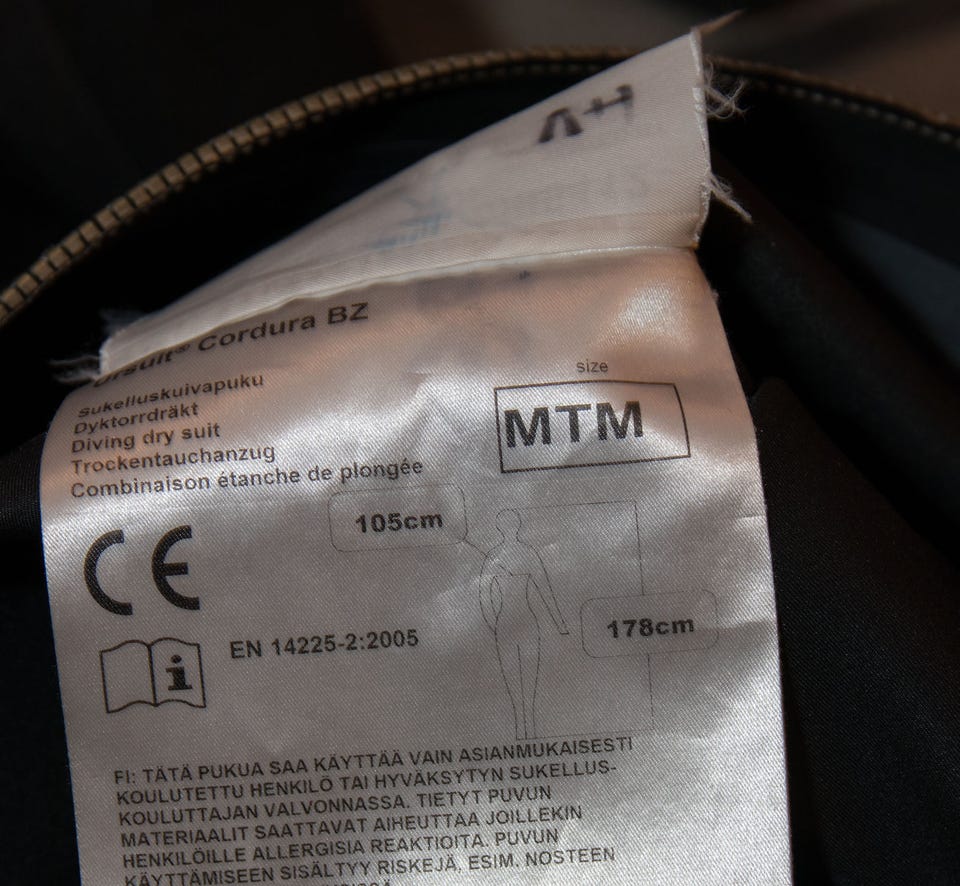 Ursuit® Cordura BZ
Sukelluskuivapuku
Dyktorrdräkt
Diving dry suit
Trockentauchanzug
Combinaison étanche de plongée
size
MTM
105cm
178cm
CE
i
EN 14225-2:2005
FI: TÄTÄ PUKUA SAA KÄYTTÄÄ VAIN ASIANMUKAISESTI
KOULUTETTU HENKILÖ TAI HYVÄKSYTYN SUKELLUS-
KOULUTTAJAN VALVONNASSA. TIETYT PUVUN
MATERIAALIT SAATTAVAT AIHEUTTAA JOILLEKIN
HENKILÖILLE ALLERGISIA REAKTIOITA. PUVUN
KÄYTTÄMISEEN SISÄLTYY RISKEJÄ, ESIM. NOSTEEN